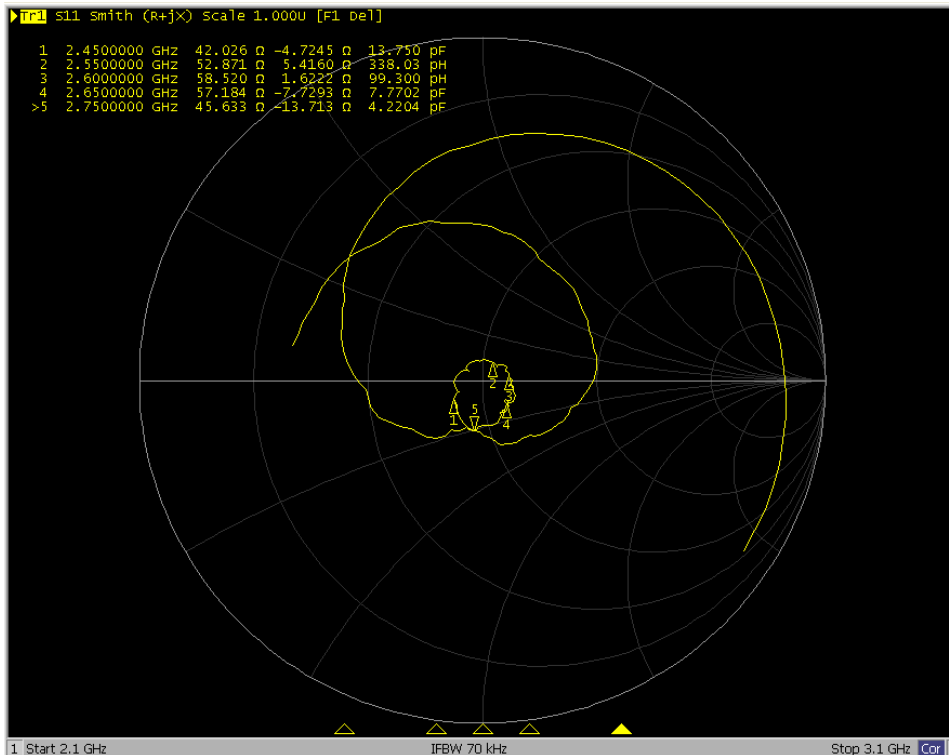 Tr1 S11 Smith (R+jX) Scale 1.000U [F1 Del]
1 2.4500000 GHz 42.026 Ω -4.7245 Ω 13.750 pF
2 2.5500000 GHz 52.871 Ω 5.4160 Ω 338.03 pH
3 2.6000000 GHz 58.520 Ω 1.6222 Ω 99.300 pH
4 2.6500000 GHz 57.184 Ω -7.7293 Ω 7.7702 pF
>5 2.7500000 GHz 45.633 Ω -13.713 Ω 4.2204 pF
2
3
1
5
4
1 Start 2.1 GHz IFBW 70 kHz Stop 3.1 GHz Cor